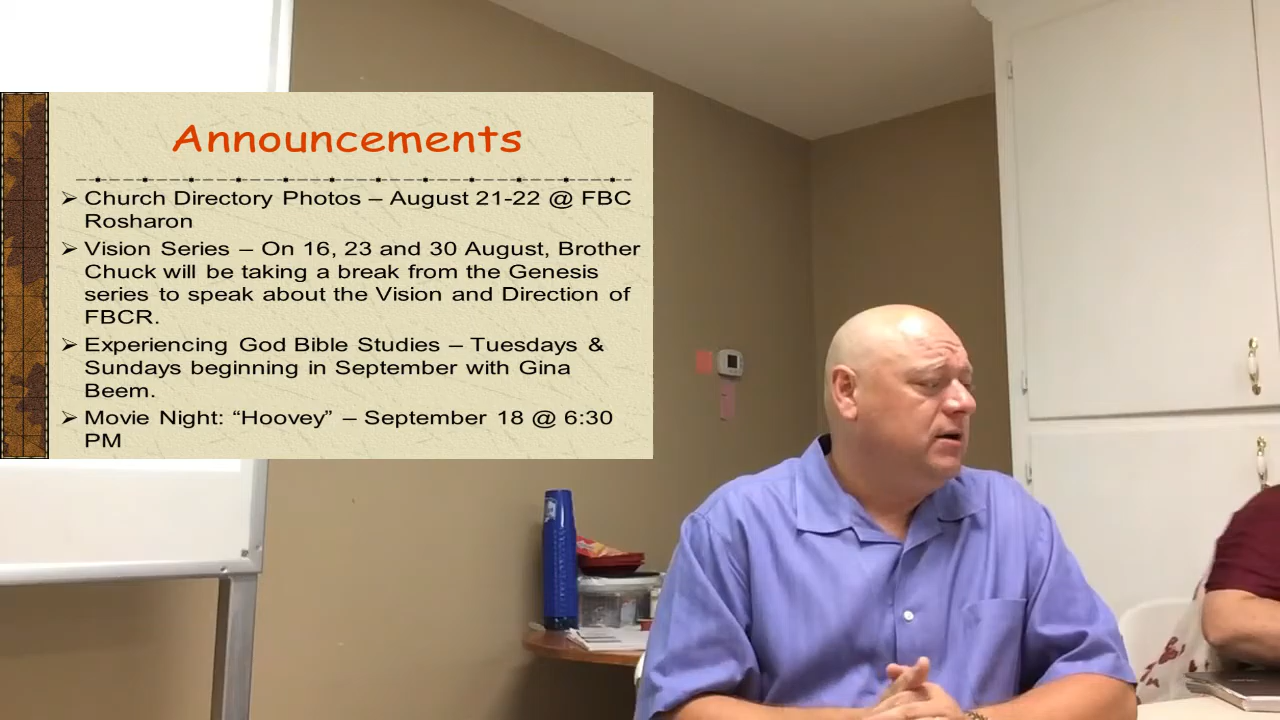 Announcements
Church Directory Photos – August 21-22 @ FBC
Rosharon
Vision Series – On 16, 23 and 30 August, Brother
Chuck will be taking a break from the Genesis
series to speak about the Vision and Direction of
FBCR.
Experiencing God Bible Studies – Tuesdays &
Sundays beginning in September with Gina
Beem.
Movie Night: “Hoovey” – September 18 @ 6:30
PM